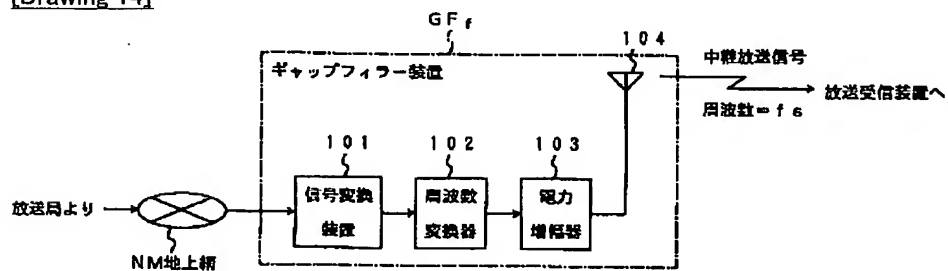 [Drawing 14]
GFf
104
ギャップフィラー装置
中継放送信号
放送受信装置へ
周波数=fs
101
102
103
放送局より
信号変換
装置
周波数
変換器
電力
増幅器
NM地上網